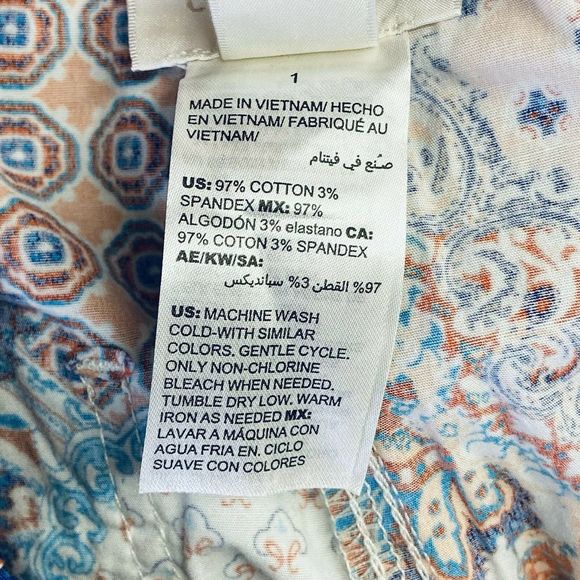 1
MADE IN VIETNAM/ HECHO
EN VIETNAM/ FABRIQUÉ AU
VIETNAM/
صُنع في فيتنام
US: 97% COTTON 3%
SPANDEX MX: 97%
ALGODÓN 3% elastano CA:
97% COTON 3% SPANDEX
AE/KW/SA:
97% القطن 3% سبانديكس
US: MACHINE WASH
COLD-WITH SIMILAR
COLORS. GENTLE CYCLE.
ONLY NON-CHLORINE
BLEACH WHEN NEEDED.
TUMBLE DRY LOW. WARM
IRON AS NEEDED MX:
LAVAR A MÁQUINA CON
AGUA FRIA EN. CICLO
SUAVE CON COLORES